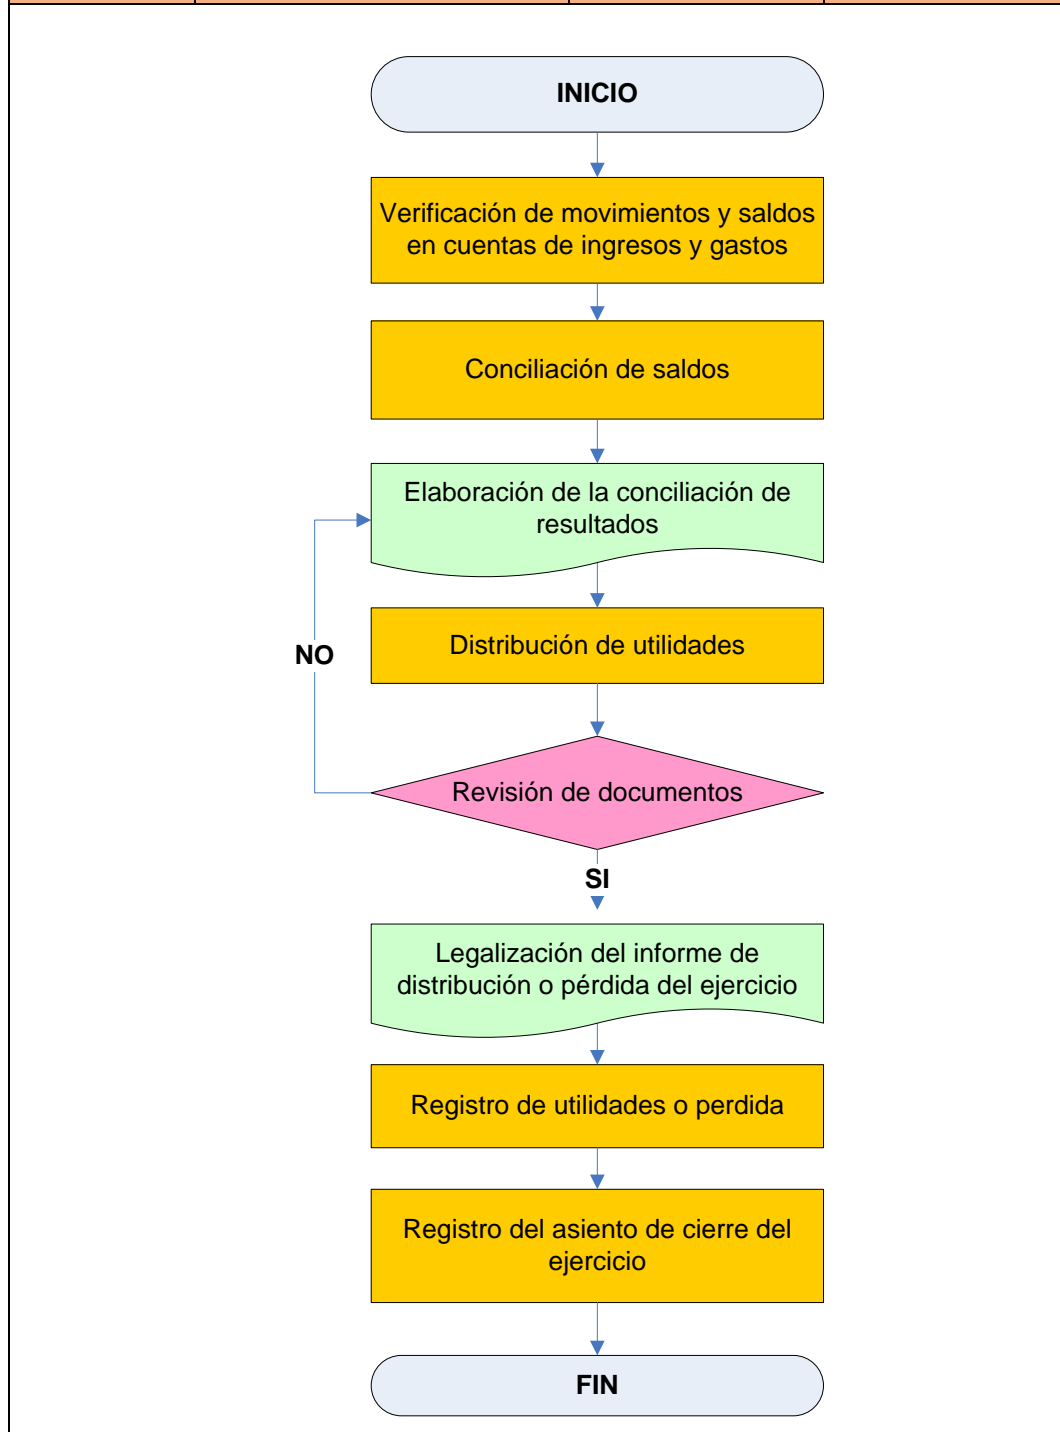 INICIO
Verificación de movimientos y saldos
en cuentas de ingresos y gastos
Conciliación de saldos
Elaboración de la conciliación de
resultados
Distribución de utilidades
NO
Revisión de documentos
SI
Legalización del informe de
distribución o pérdida del ejercicio
Registro de utilidades o perdida
Registro del asiento de cierre del
ejercicio
FIN